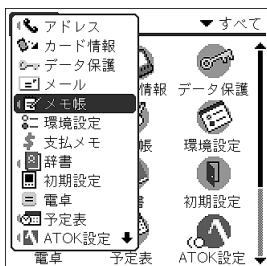 アドレス
すべて
カード情報
データ保護
メール
情報
データ保護
メモ帳
環境設定
帳
環境設定
支払メモ
辞書
初期設定
書
初期設定
電卓
予定表
ATOK設定
電卓
予定表
ATOK設定